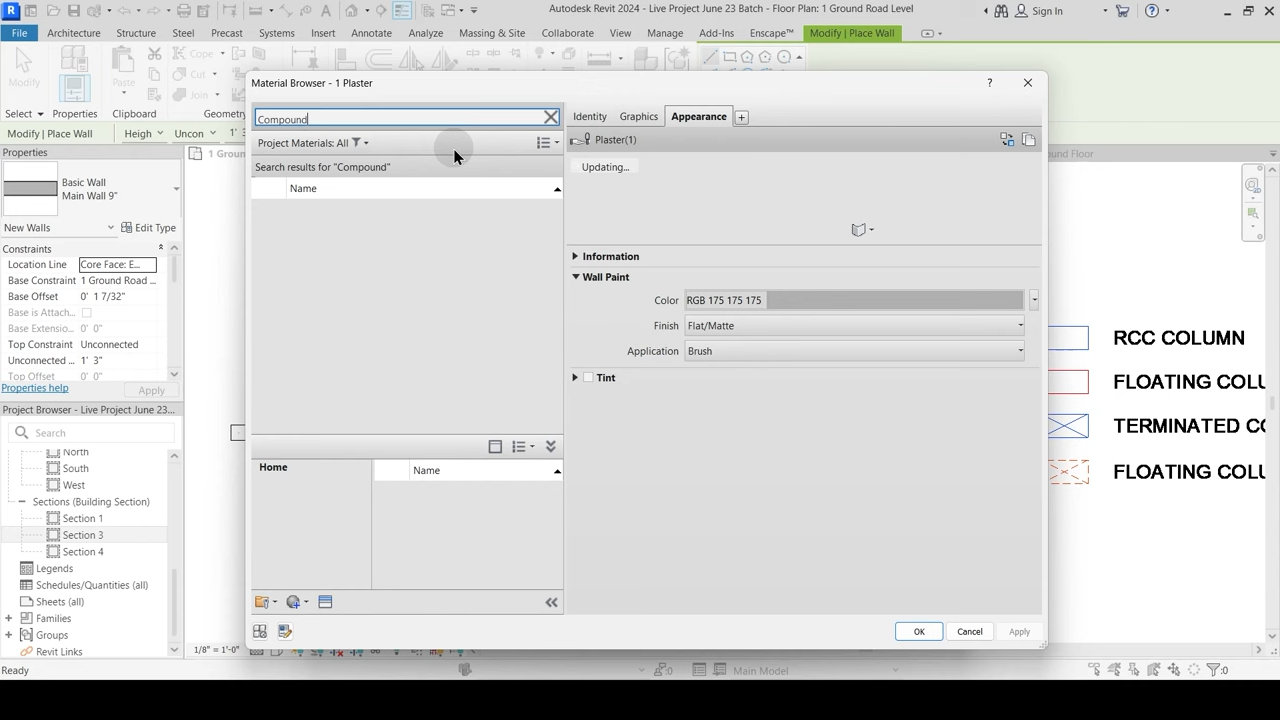 Autodesk Revit 2024 - Live Project June 23 Batch - Floor Plan: 1 Ground Road Level
Sign In
File Architecture Structure Steel Precast Systems Insert Annotate Analyze Massing & Site Collaborate View Manage Add-Ins Enscape™ Modify | Place Wall
Modify
Paste
Cope
Cut
Join
Select Properties Clipboard Geometry
Modify | Place Wall Heigh Uncon 1' 3"
Properties
Basic Wall
Main Wall 9"
New Walls Edit Type
Constraints
Location Line Core Face: E...
Base Constraint 1 Ground Road ...
Base Offset 0' 1 7/32"
Base is Attach...
Base Extensio... 0' 0"
Top Constraint Unconnected
Unconnected ... 1' 3"
Top Offset 0' 0"
Properties help Apply
Project Browser - Live Project June 23...
Search
North
South
West
Sections (Building Section)
Section 1
Section 3
Section 4
Legends
Schedules/Quantities (all)
Sheets (all)
Families
Groups
Revit Links
Material Browser - 1 Plaster
Compound
Project Materials: All
Search results for "Compound"
Name
Home
Name
Identity Graphics Appearance
Plaster(1)
Updating...
Information
Wall Paint
Color RGB 175 175 175
Finish Flat/Matte
Application Brush
Tint
OK Cancel Apply
RCC COLUMN
FLOATING COLU
TERMINATED CO
FLOATING COLU
1/8" = 1'-0"
Ready
:0
Main Model
:0